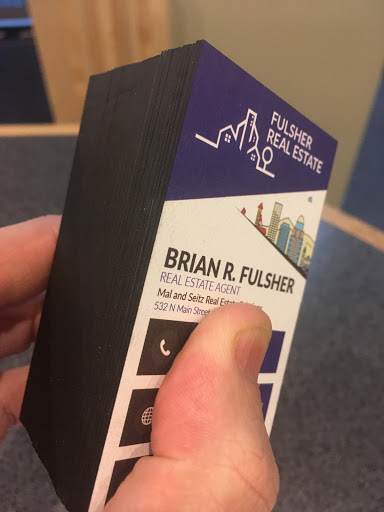 FULSHER
REAL ESTATE
BRIAN R. FULSHER
REAL ESTATE AGENT
Mal and Seitz Real Estate
532 N Main Street